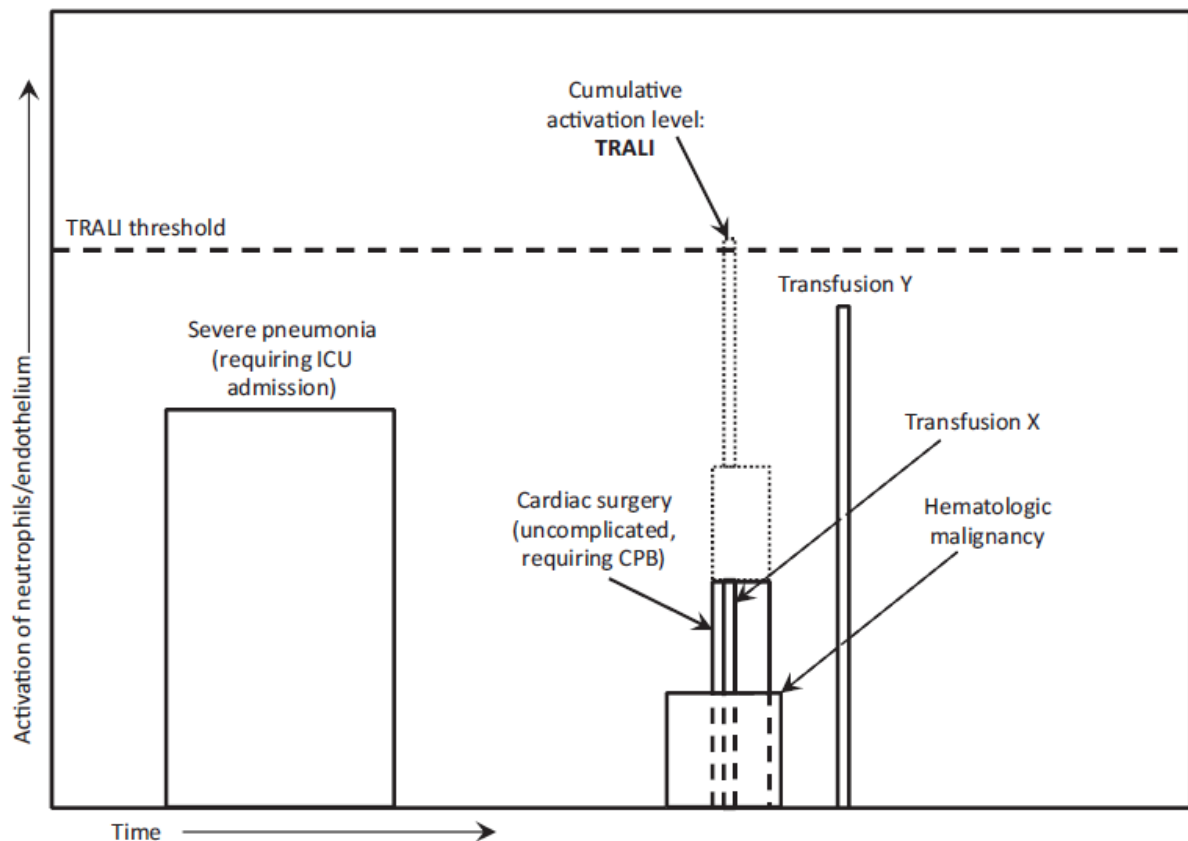 Cumulative
activation level:
TRALI
TRALI threshold
Transfusion Y
Severe pneumonia
(requiring ICU
admission)
Transfusion X
Cardiac surgery
(uncomplicated,
requiring CPB)
Hematologic
malignancy
Activation of neutrophils/endothelium
Time